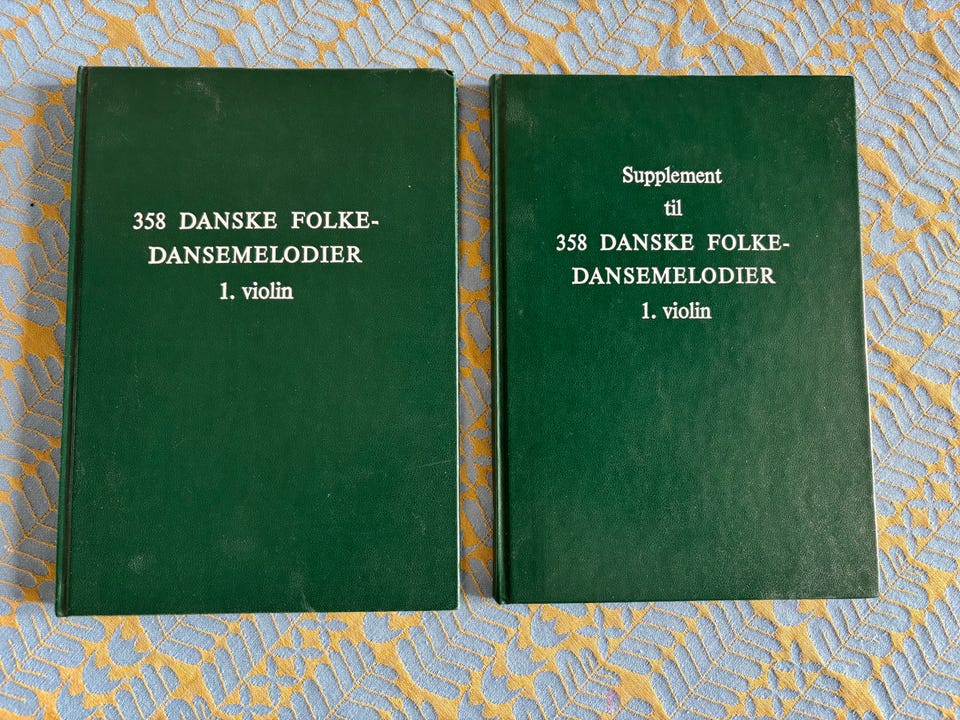 358 DANSKE FOLKE-
DANSEMELODIER
1. violin
Supplement
til
358 DANSKE FOLKE-
DANSEMELODIER
1. violin